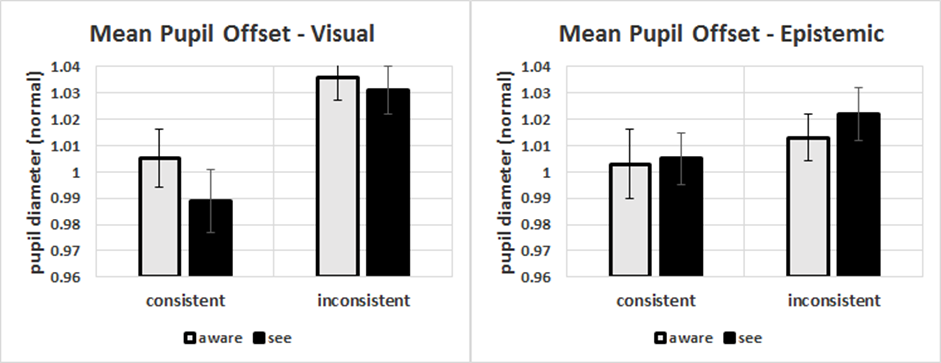 Mean Pupil Offset - Visual
pupil diameter (normal)
1.04
1.03
1.02
1.01
1
0.99
0.98
0.97
0.96
consistent inconsistent
aware see
Mean Pupil Offset - Epistemic
pupil diameter (normal)
1.04
1.03
1.02
1.01
1
0.99
0.98
0.97
0.96
consistent inconsistent
aware see